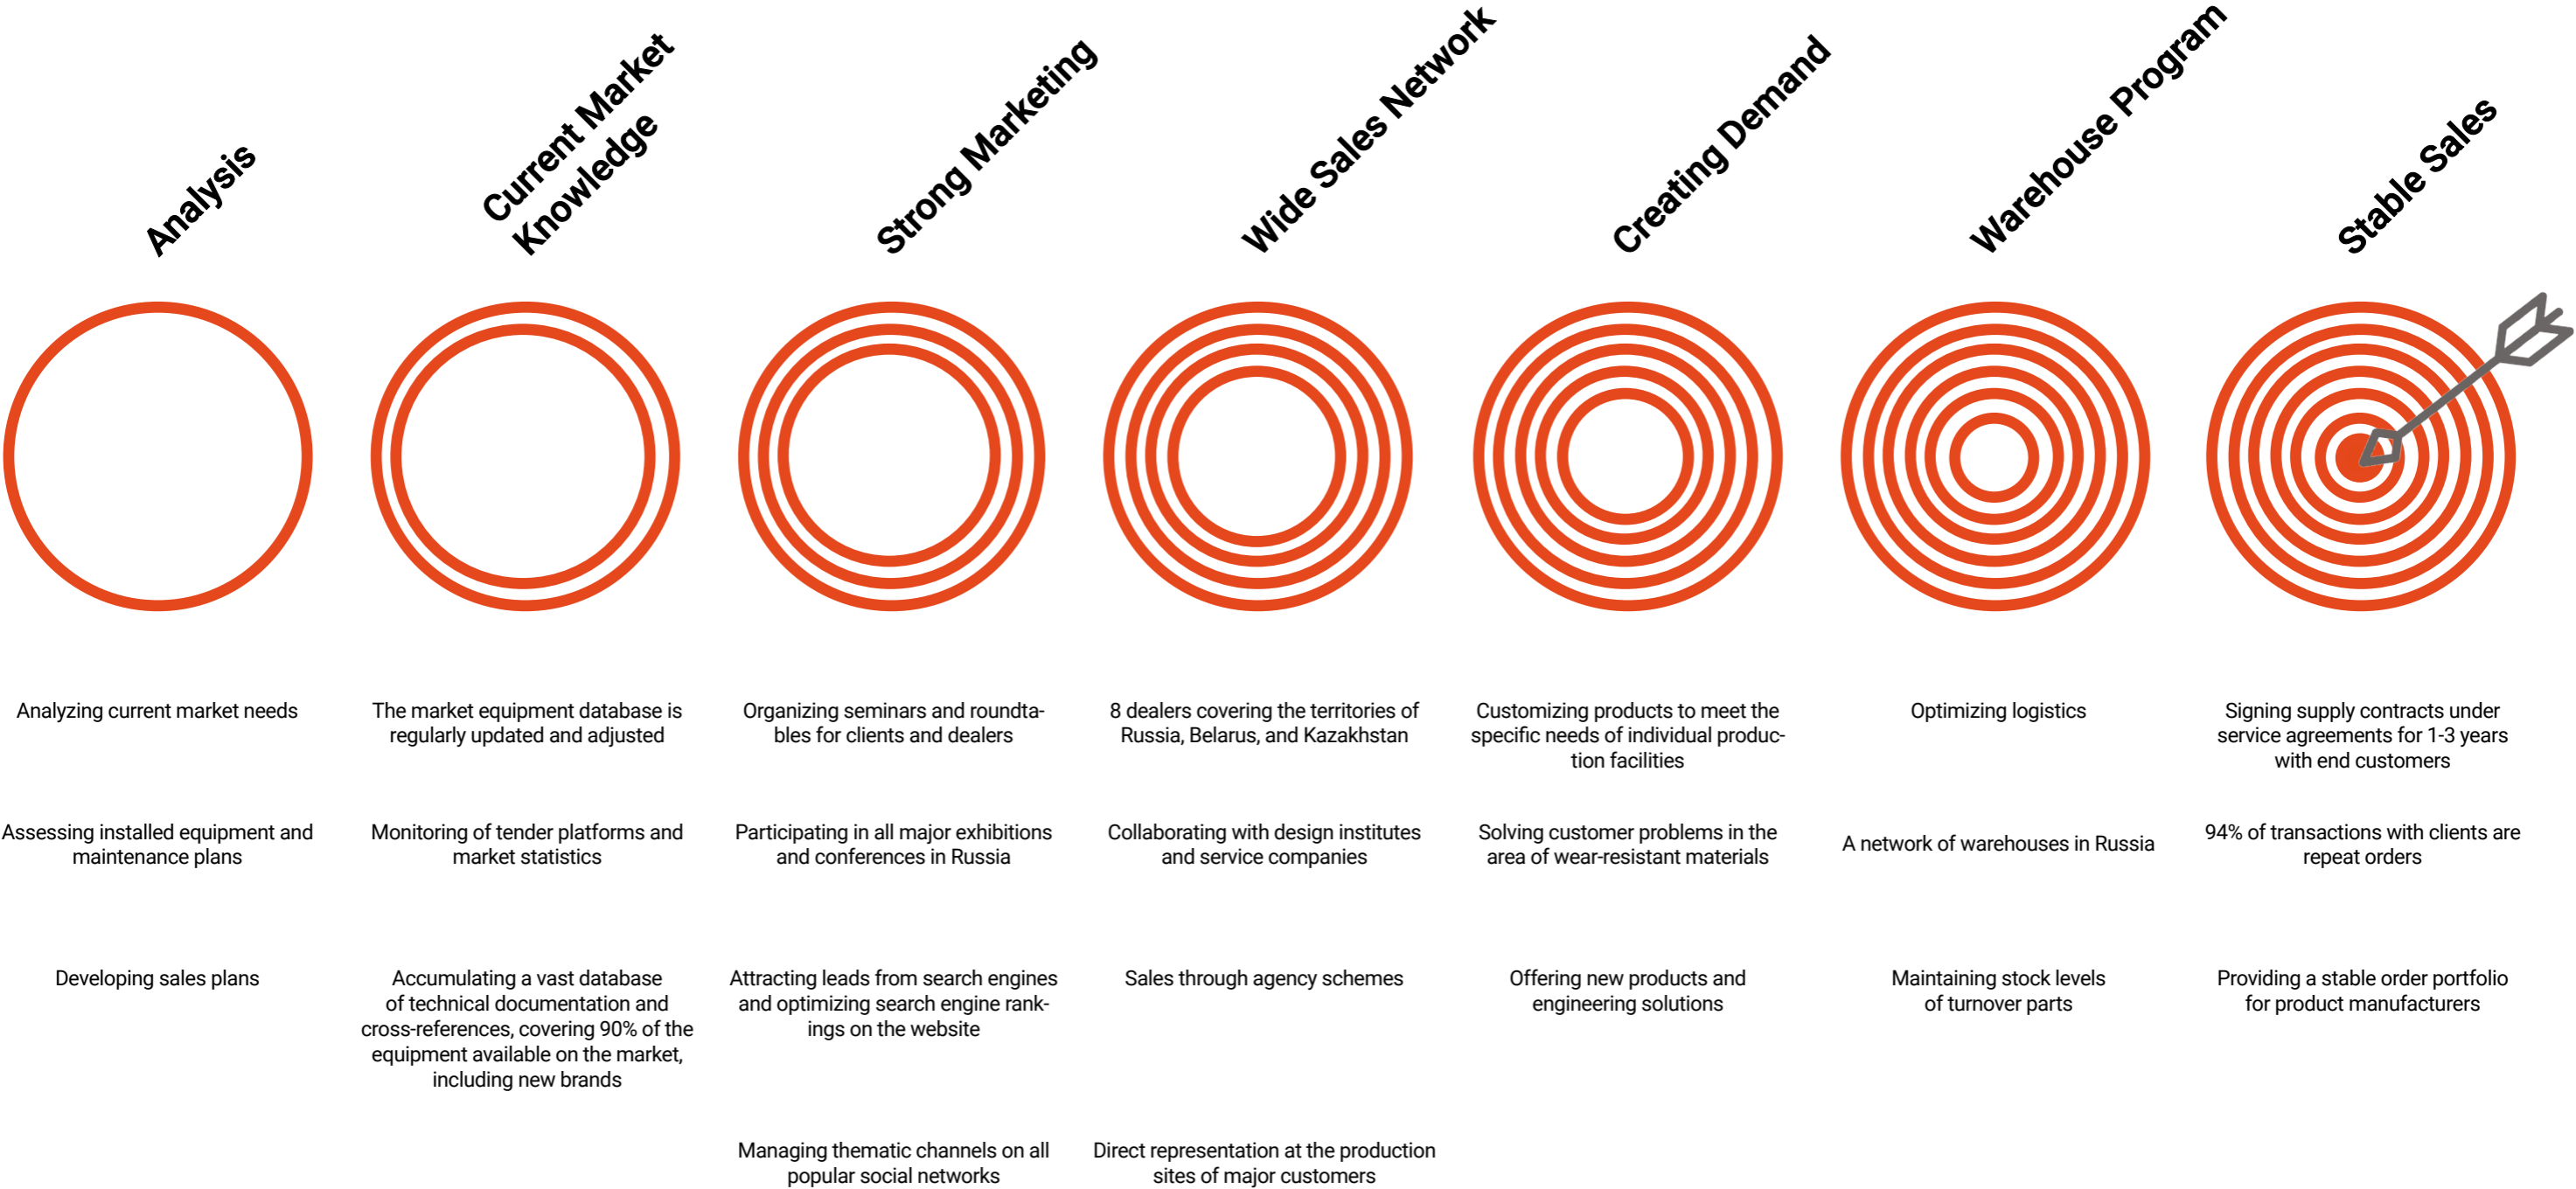 Analysis
Current Market
Knowledge
Strong Marketing
Wide Sales Network
Creating Demand
Warehouse Program
Stable Sales
Analyzing current market needs
Assessing installed equipment and
maintenance plans
Developing sales plans
The market equipment database is
regularly updated and adjusted
Monitoring of tender platforms and
market statistics
Accumulating a vast database
of technical documentation and
cross-references, covering 90% of the
equipment available on the market,
including new brands
Organizing seminars and roundta-
bles for clients and dealers
Participating in all major exhibitions
and conferences in Russia
Attracting leads from search engines
and optimizing search engine rank-
ings on the website
Managing thematic channels on all
popular social networks
8 dealers covering the territories of
Russia, Belarus, and Kazakhstan
Collaborating with design institutes
and service companies
Sales through agency schemes
Direct representation at the production
sites of major customers
Customizing products to meet the
specific needs of individual produc-
tion facilities
Solving customer problems in the
area of wear-resistant materials
Offering new products and
engineering solutions
Optimizing logistics
A network of warehouses in Russia
Maintaining stock levels
of turnover parts
Signing supply contracts under
service agreements for 1-3 years
with end customers
94% of transactions with clients are
repeat orders
Providing a stable order portfolio
for product manufacturers